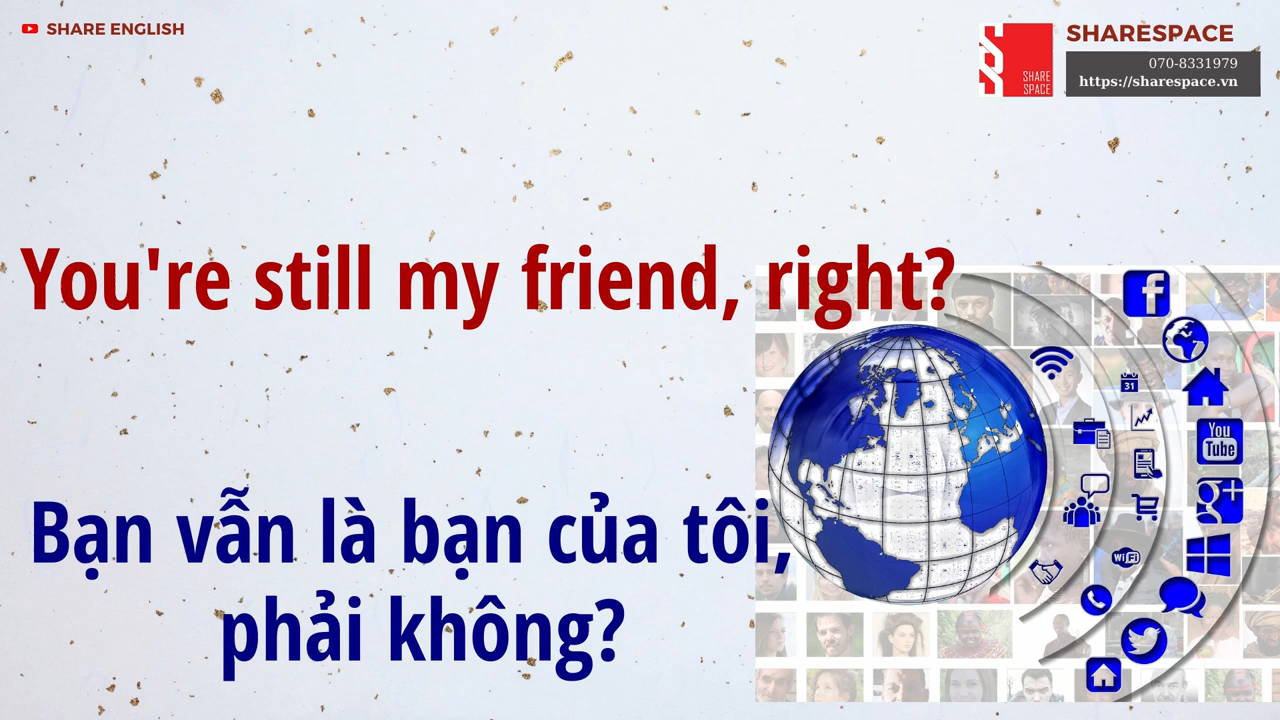 SHARE ENGLISH
SHARESPACE
070-8331979
https://sharespace.vn
SHARE
SPACE
You're still my friend, right?
Bạn vẫn là bạn của tôi,
phải không?
31
You
Tube
WiFi